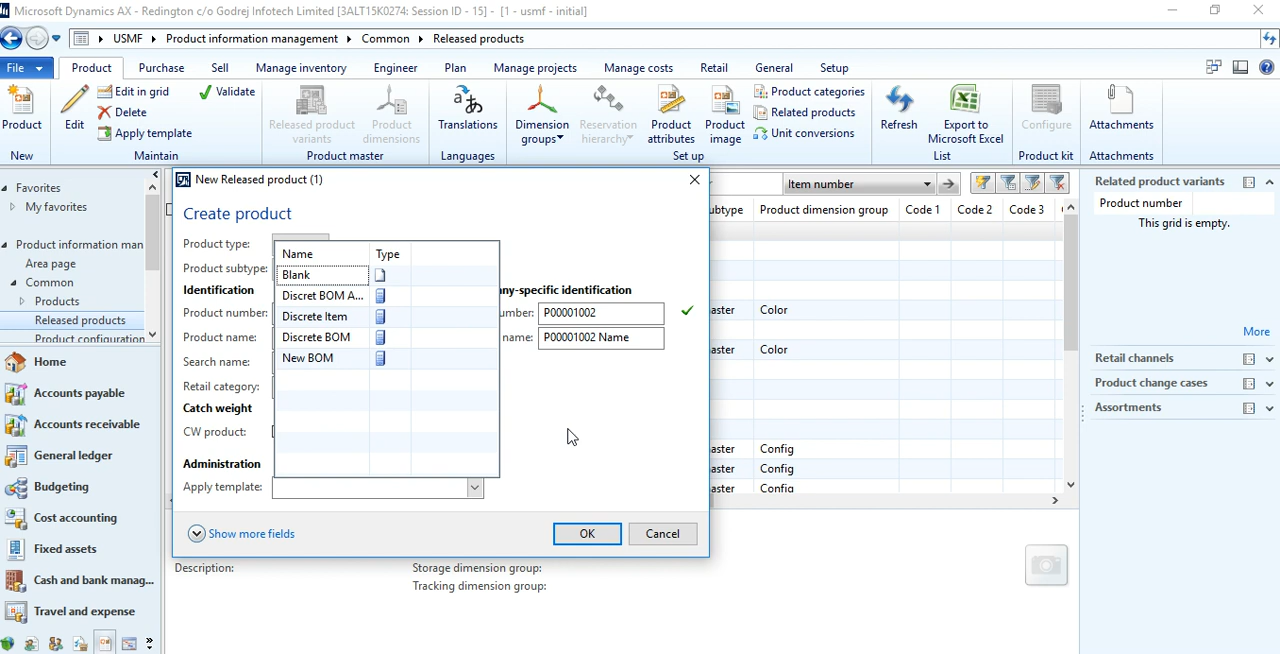 Microsoft Dynamics AX - Redington c/o Godrej Infotech Limited [3ALT15K0274: Session ID - 15] - [1 - usmf - initial]
USMF Product information management Common Released products
File Product Purchase Sell Manage inventory Engineer Plan Manage projects Manage costs Retail General Setup
Product
New
Edit
Edit in grid
Delete
Apply template
Validate
Maintain
Released product variants
Product dimensions
Product master
Translations
Languages
Dimension groups
Reservation hierarchy
Product attributes
Product image
Product categories
Related products
Unit conversions
Set up
Refresh
Export to Microsoft Excel
List
Configure
Product kit
Attachments
Attachments
Favorites
My favorites
Product information man
Area page
Common
Products
Released products
Product configuration
Home
Accounts payable
Accounts receivable
General ledger
Budgeting
Cost accounting
Fixed assets
Cash and bank manag...
Travel and expense
New Released product (1)
Create product
Product type:
Product subtype:
Identification
Product number:
Product name:
Search name:
Retail category:
Catch weight
CW product:
Administration
Apply template:
Name Type
Blank
Discret BOM A...
Discrete Item
Discrete BOM
New BOM
ny-specific identification
umber: P00001002
name: P00001002 Name
Show more fields
OK
Cancel
Item number
ubtype Product dimension group Code 1 Code 2 Code 3
aster Color
aster Color
aster Config
aster Config
aster Config
Description:
Storage dimension group:
Tracking dimension group:
Related product variants
Product number
This grid is empty.
More
Retail channels
Product change cases
Assortments